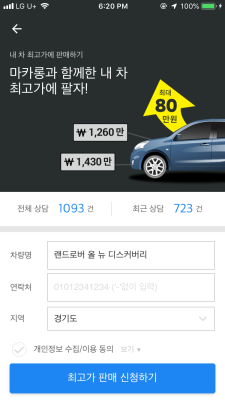 LG U+ 6:20 PM 100%
내 차 최고가에 판매하기
마카롱과 함께한 내 차
최고가에 팔자!
최대
80
만원
₩ 1,260 만
₩ 1,430 만
전체 상담 1093 건 최근 상담 723 건
차량명 랜드로버 올 뉴 디스커버리
연락처 01012341234 ('-'없이 입력)
지역 경기도
개인정보 수집/이용 동의 보기
최고가 판매 신청하기